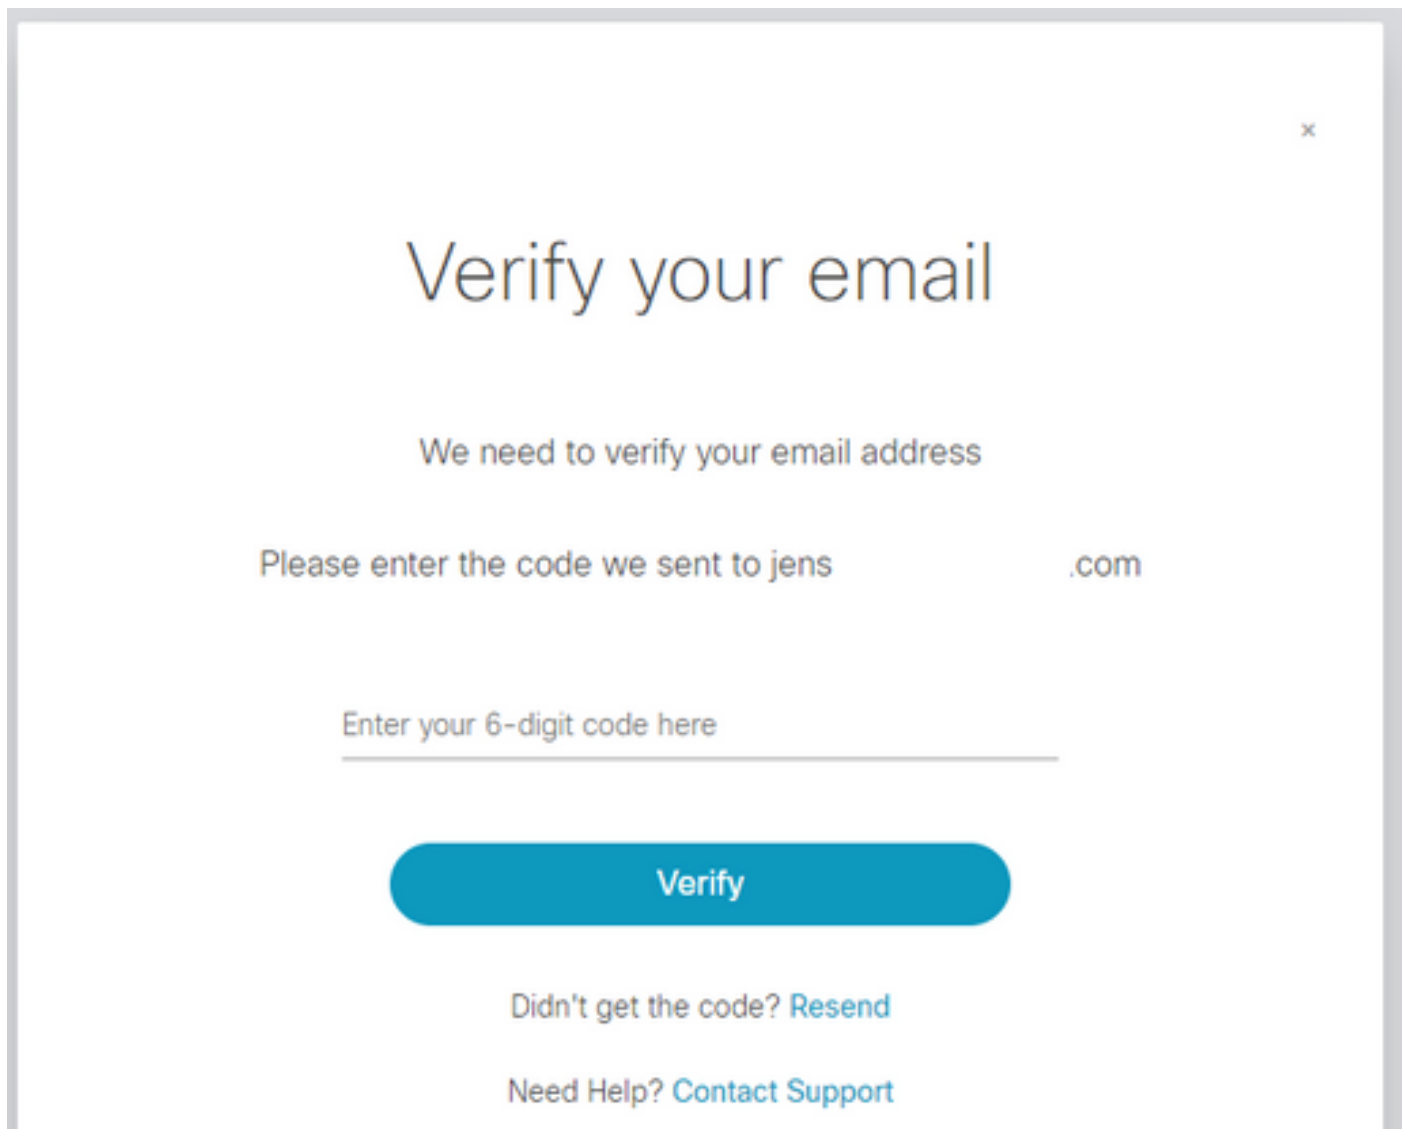 ×
Verify your email
We need to verify your email address
Please enter the code we sent to jens .com
Enter your 6-digit code here
Verify
Didn't get the code? Resend
Need Help? Contact Support